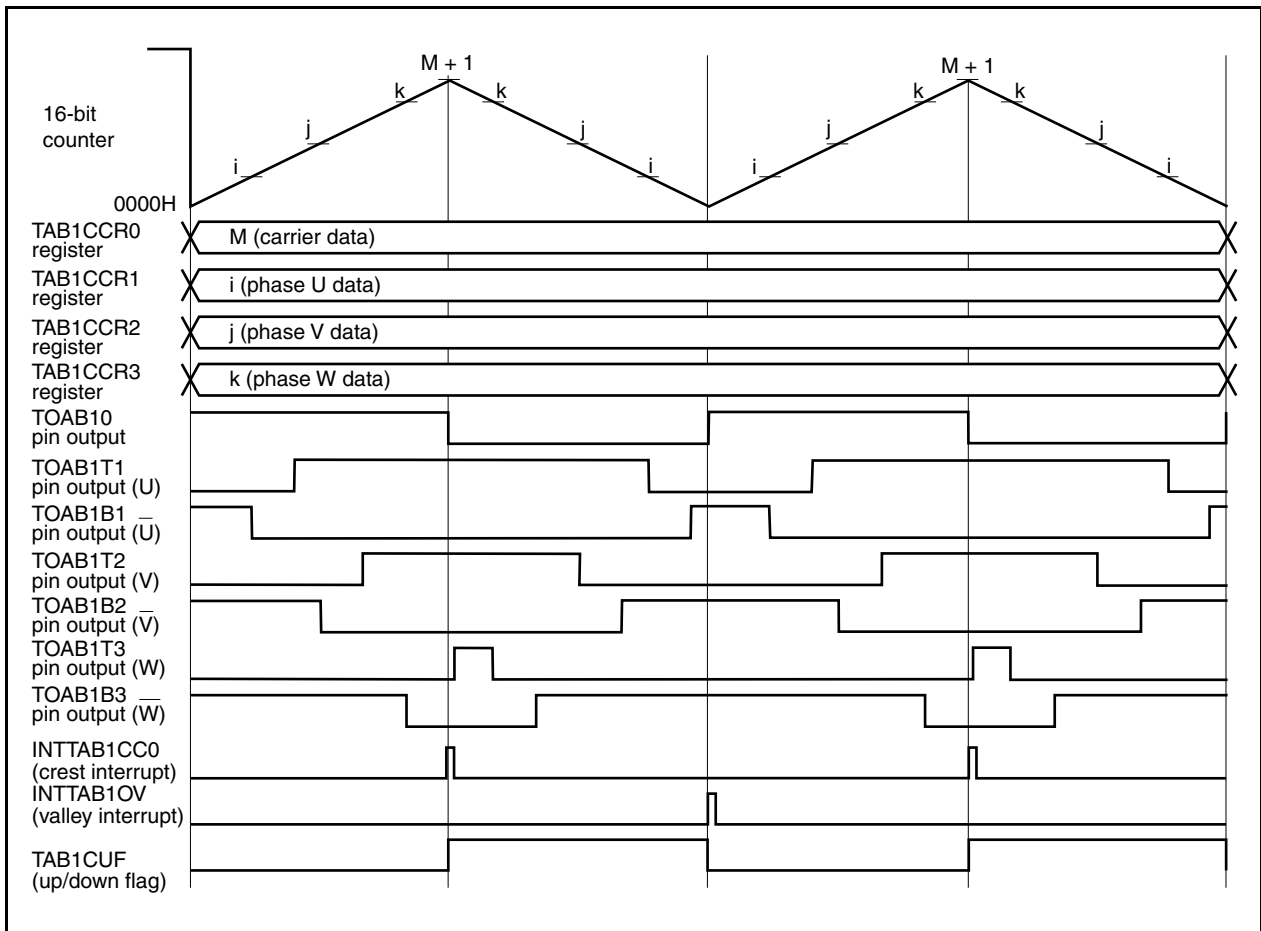 M + 1
M + 1
k
k
k
k
16-bit
counter
j
j
j
j
i
i
i
i
0000H
TAB1CCR0
register
M (carrier data)
TAB1CCR1
register
i (phase U data)
TAB1CCR2
register
j (phase V data)
TAB1CCR3
register
k (phase W data)
TOAB10
pin output
TOAB1T1
pin output (U)
TOAB1B1
pin output (U̅)
TOAB1T2
pin output (V)
TOAB1B2
pin output (V̅)
TOAB1T3
pin output (W)
TOAB1B3
pin output (W̅)
INTTAB1CC0
(crest interrupt)
INTTAB1OV
(valley interrupt)
TAB1CUF
(up/down flag)